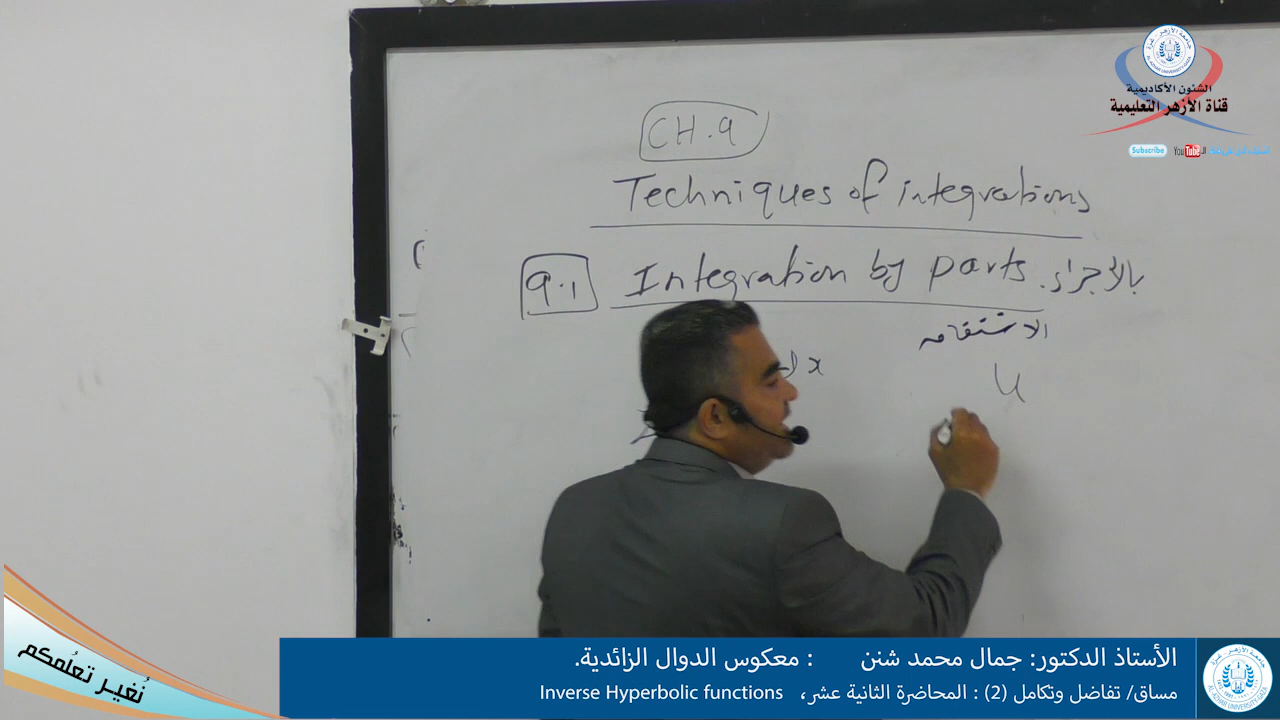 CH.9
Techniques of integrations
9.1 Integration by parts. بالأجزاء
الاشتقاق
x
u
الشئون الأكاديمية
قناة الازهر التعليمية
Subscribe YouTube
نُغير تعلُمكم
الأستاذ الدكتور: جمال محمد شنن : معكوس الدوال الزائدية.
مساق/ تفاضل وتكامل (2) : المحاضرة الثانية عشر، Inverse Hyperbolic functions